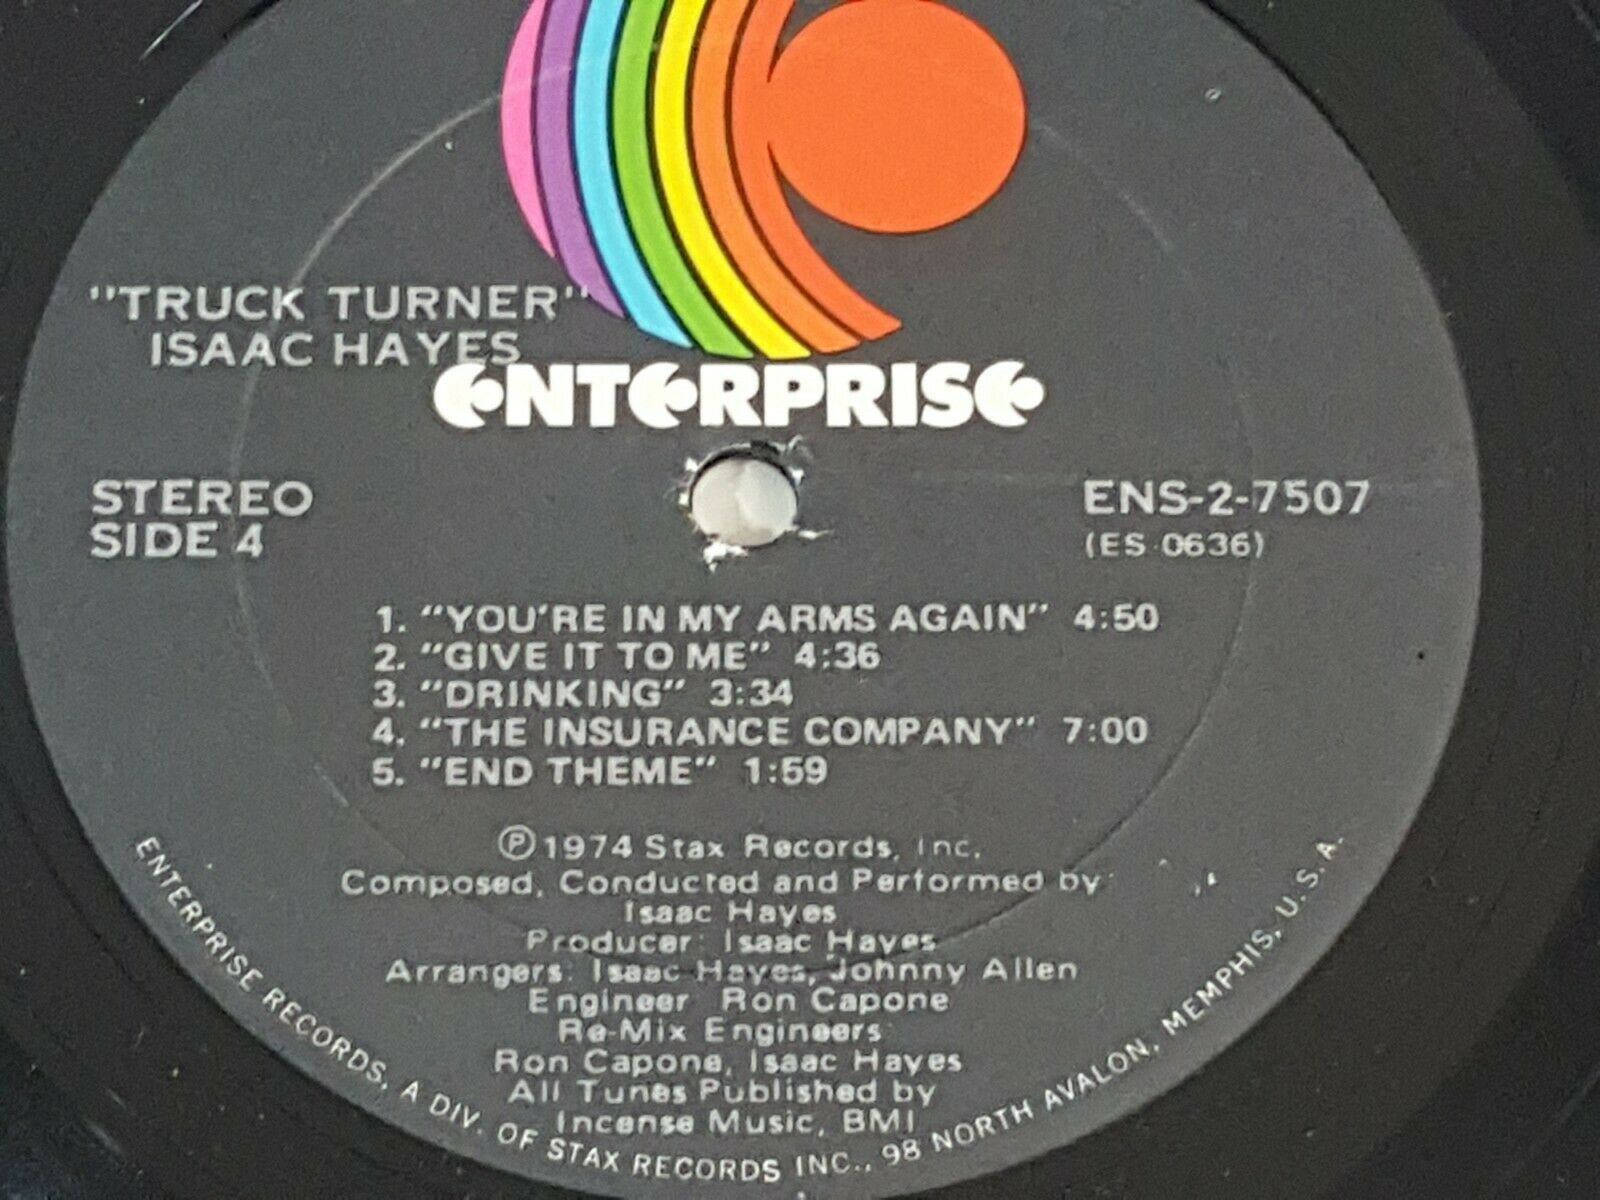 "TRUCK TURNER"
ISAAC HAYES
enterprise
STEREO
SIDE 4
ENS-2-7507
(ES 0636)
1. "YOU'RE IN MY ARMS AGAIN" 4:50
2. "GIVE IT TO ME" 4:36
3. "DRINKING" 3:34
4. "THE INSURANCE COMPANY" 7:00
5. "END THEME" 1:59
℗1974 Stax Records, Inc.
Composed, Conducted and Performed by:
Isaac Hayes
Producer: Isaac Hayes
Arrangers: Isaac Hayes, Johnny Allen
Engineer Ron Capone
Re-Mix Engineers:
Ron Capone, Isaac Hayes
All Tunes Published by
Incense Music, BMI
ENTERPRISE RECORDS, A DIV. OF STAX RECORDS INC., 98 NORTH AVALON, MEMPHIS, U.S.A.